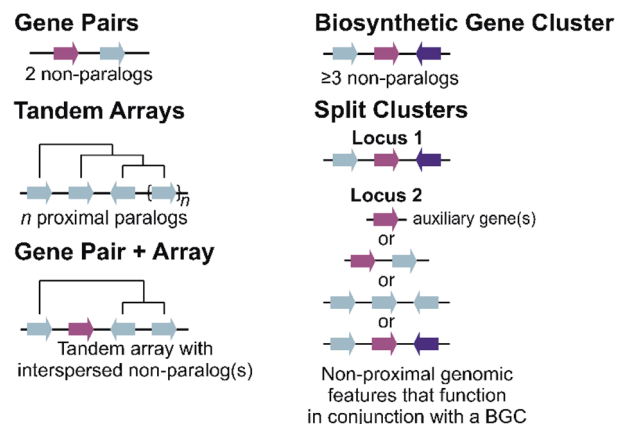 Gene Pairs
2 non-paralogs
Tandem Arrays
n
n proximal paralogs
Gene Pair + Array
Tandem array with
interspersed non-paralog(s)
Biosynthetic Gene Cluster
≥3 non-paralogs
Split Clusters
Locus 1
Locus 2
auxiliary gene(s)
or
or
or
Non-proximal genomic
features that function
in conjunction with a BGC